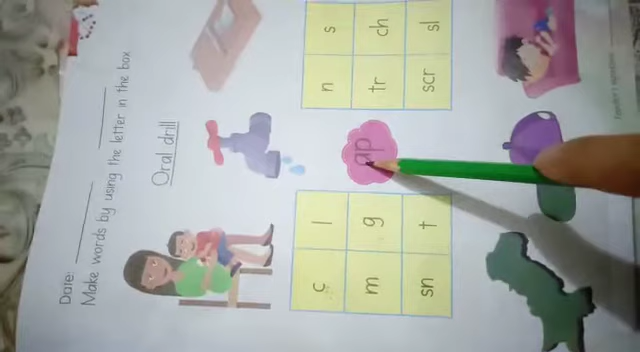 Date:
Make words by using the letter in the box
Oral drill
c l n s
m g ap tr ch
sn t scr sl